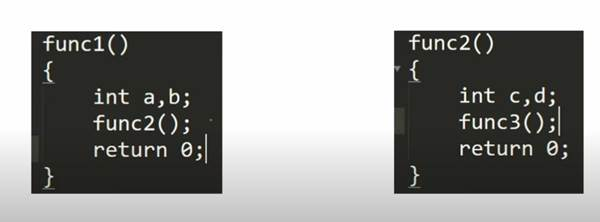 func1()
{
int a,b;
func2();
return 0;
}
func2()
{
int c,d;
func3();
return 0;
}